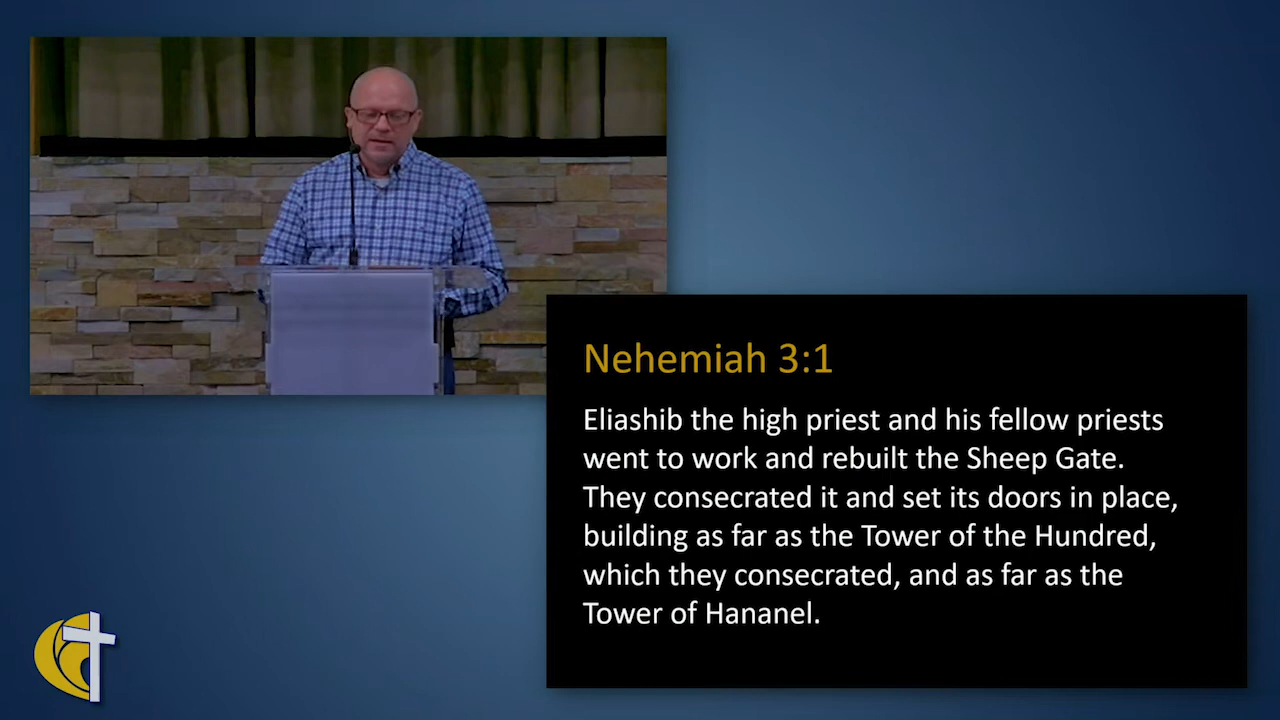 Nehemiah 3:1
Eliashib the high priest and his fellow priests
went to work and rebuilt the Sheep Gate.
They consecrated it and set its doors in place,
building as far as the Tower of the Hundred,
which they consecrated, and as far as the
Tower of Hananel.